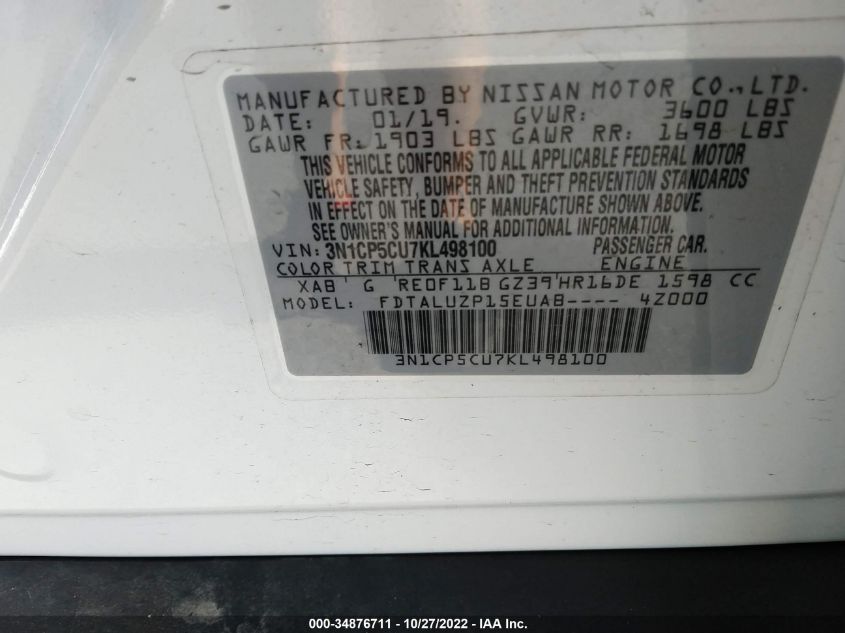 MANUFACTURED BY NISSAN MOTOR CO., LTD.
DATE: 01/19. GVWR: 3600 LBS
GAWR FR: 1903 LBS GAWR RR: 1698 LBS
THIS VEHICLE CONFORMS TO ALL APPLICABLE FEDERAL MOTOR
VEHICLE SAFETY, BUMPER AND THEFT PREVENTION STANDARDS
IN EFFECT ON THE DATE OF MANUFACTURE SHOWN ABOVE.
SEE OWNER'S MANUAL FOR ADDITIONAL INFORMATION.
VIN: 3N1CP5CU7KL498100 PASSENGER CAR.
COLOR TRIM TRANS AXLE ENGINE
XAB G RE0F11B GZ39 HR16DE 1598 CC
MODEL: FDTALUZP15EUAB---- 4Z000
3N1CP5CU7KL498100
000-34876711 - 10/27/2022 - IAA Inc.